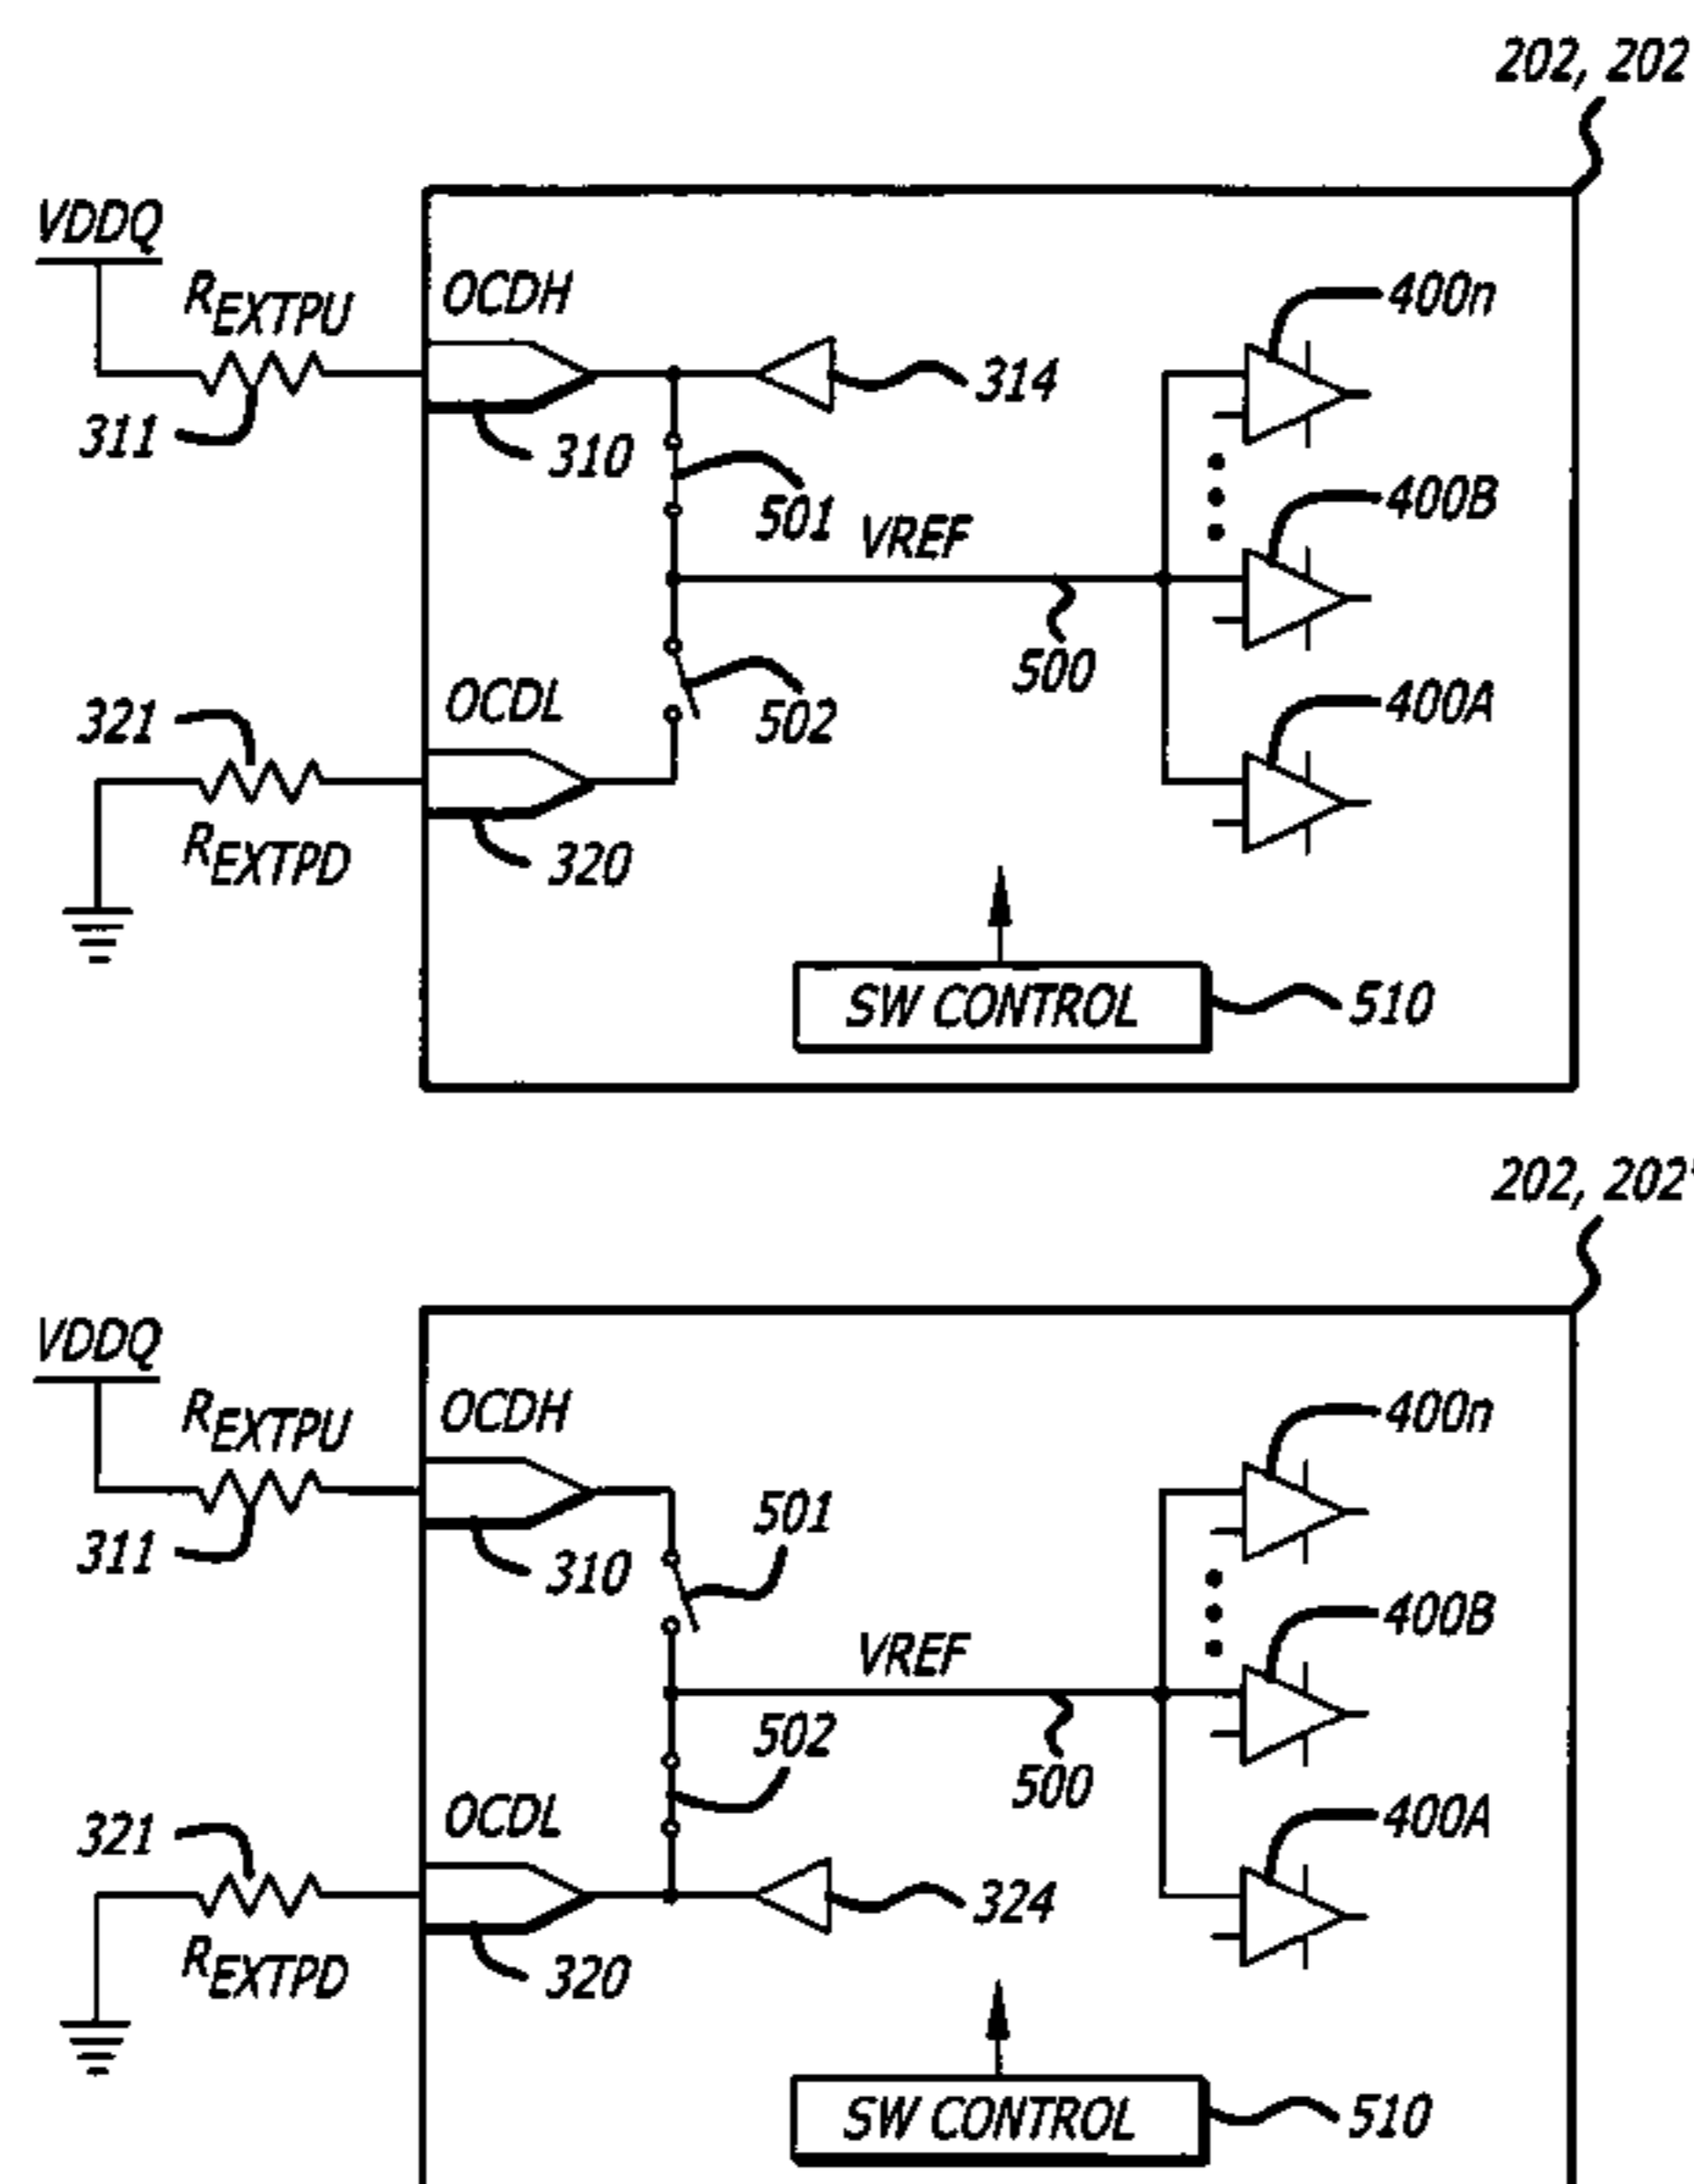 202, 202'
VDDQ
REXTPU
OCDH
400n
314
311
310
400B
501
VREF
500
321
OCDL
502
400A
REXTPD
320
SW CONTROL
510
202, 202'
VDDQ
REXTPU
OCDH
400n
501
311
310
400B
VREF
502
500
321
OCDL
400A
324
REXTPD
320
SW CONTROL
510